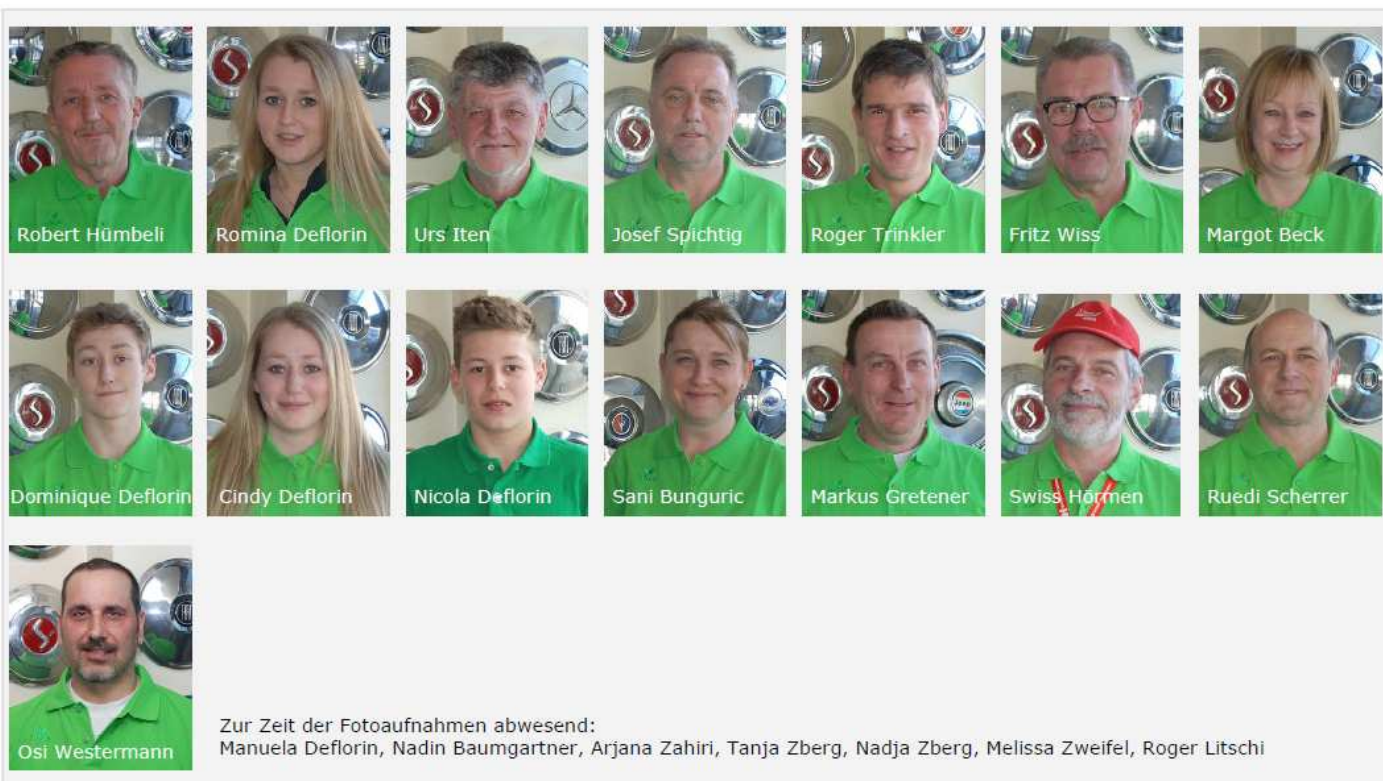 Robert Hümbeli
Romina Deflorin
Urs Iten
Josef Spichtig
Roger Trinkler
Fritz Wiss
Margot Beck
Dominique Deflorin
Cindy Deflorin
Nicola Deflorin
Sani Bunguric
Markus Gretener
Swiss Hörmen
Ruedi Scherrer
Osi Westermann
Zur Zeit der Fotoaufnahmen abwesend:
Manuela Deflorin, Nadin Baumgartner, Arjana Zahiri, Tanja Zberg, Nadja Zberg, Melissa Zweifel, Roger Litschi